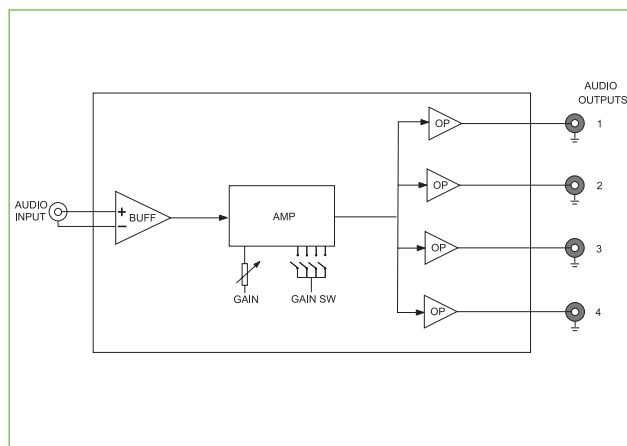 AUDIO
OUTPUTS
OP
1
OP
2
AUDIO
INPUT
+
−
BUFF
AMP
OP
3
GAIN
GAIN SW
OP
4